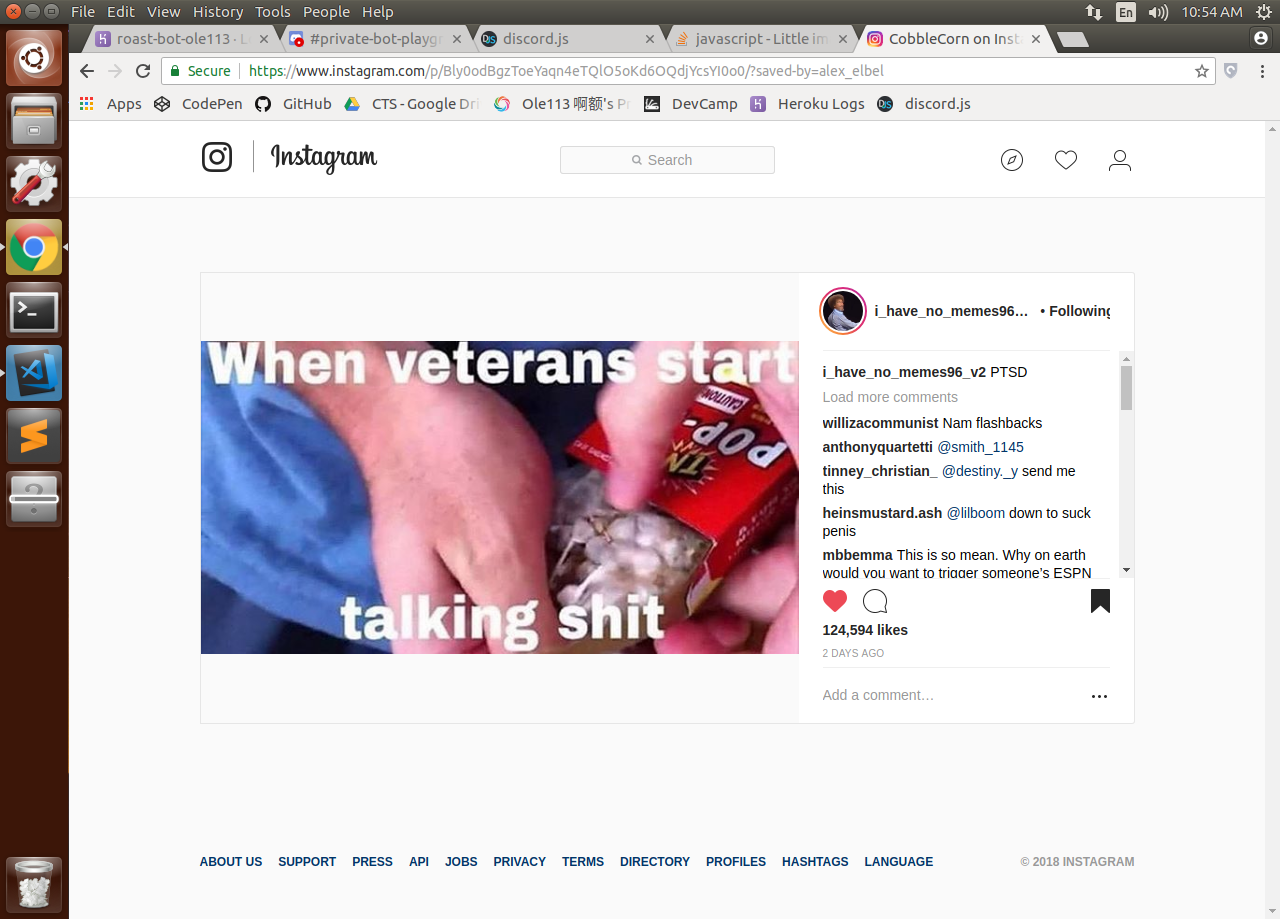 File Edit View History Tools People Help
En 10:54 AM
roast-bot-ole113 · L
#private-bot-playgr
discord.js
javascript - Little im
CobbleCorn on Inst
Secure https://www.instagram.com/p/Bly0odBgzToeYaqn4eTQlO5oKd6OQdjYcsYI0o0/?saved-by=alex_elbel
Apps CodePen GitHub CTS - Google Dri Ole113 啊额's Pr DevCamp Heroku Logs discord.js
Instagram
Search
i_have_no_memes96… • Following
When veterans start
CAUTION
POP-
talking shit
i_have_no_memes96_v2 PTSD
Load more comments
willizacommunist Nam flashbacks
anthonyquartetti @smith_1145
tinney_christian_ @destiny._y send me
this
heinsmustard.ash @lilboom down to suck
penis
mbbemma This is so mean. Why on earth
would you want to trigger someone's ESPN
124,594 likes
2 DAYS AGO
Add a comment…
ABOUT US SUPPORT PRESS API JOBS PRIVACY TERMS DIRECTORY PROFILES HASHTAGS LANGUAGE
© 2018 INSTAGRAM